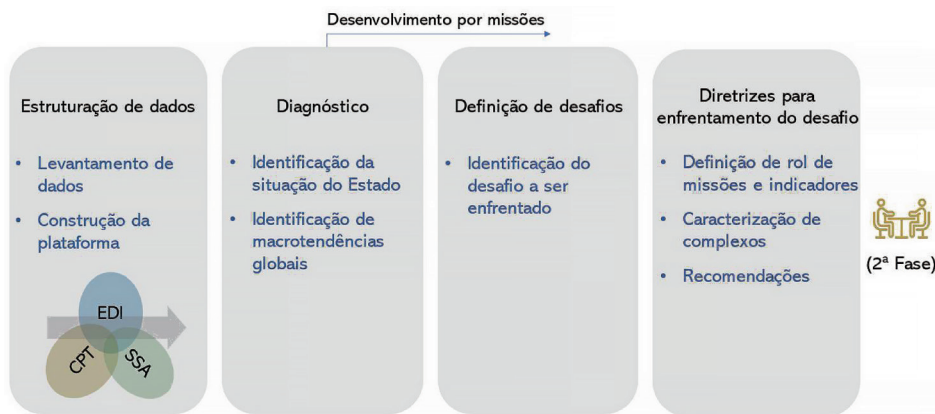 Desenvolvimento por missões
Estruturação de dados
• Levantamento de
dados
• Construção da
plataforma
EDI
CPT
SSA
Diagnóstico
• Identificação da
situação do Estado
• Identificação de
macrotendências
globais
Definição de desafios
• Identificação do
desafio a ser
enfrentado
Diretrizes para
enfrentamento do desafio
• Definição de rol de
missões e indicadores
• Caracterização de
complexos
• Recomendações
(2ª Fase)